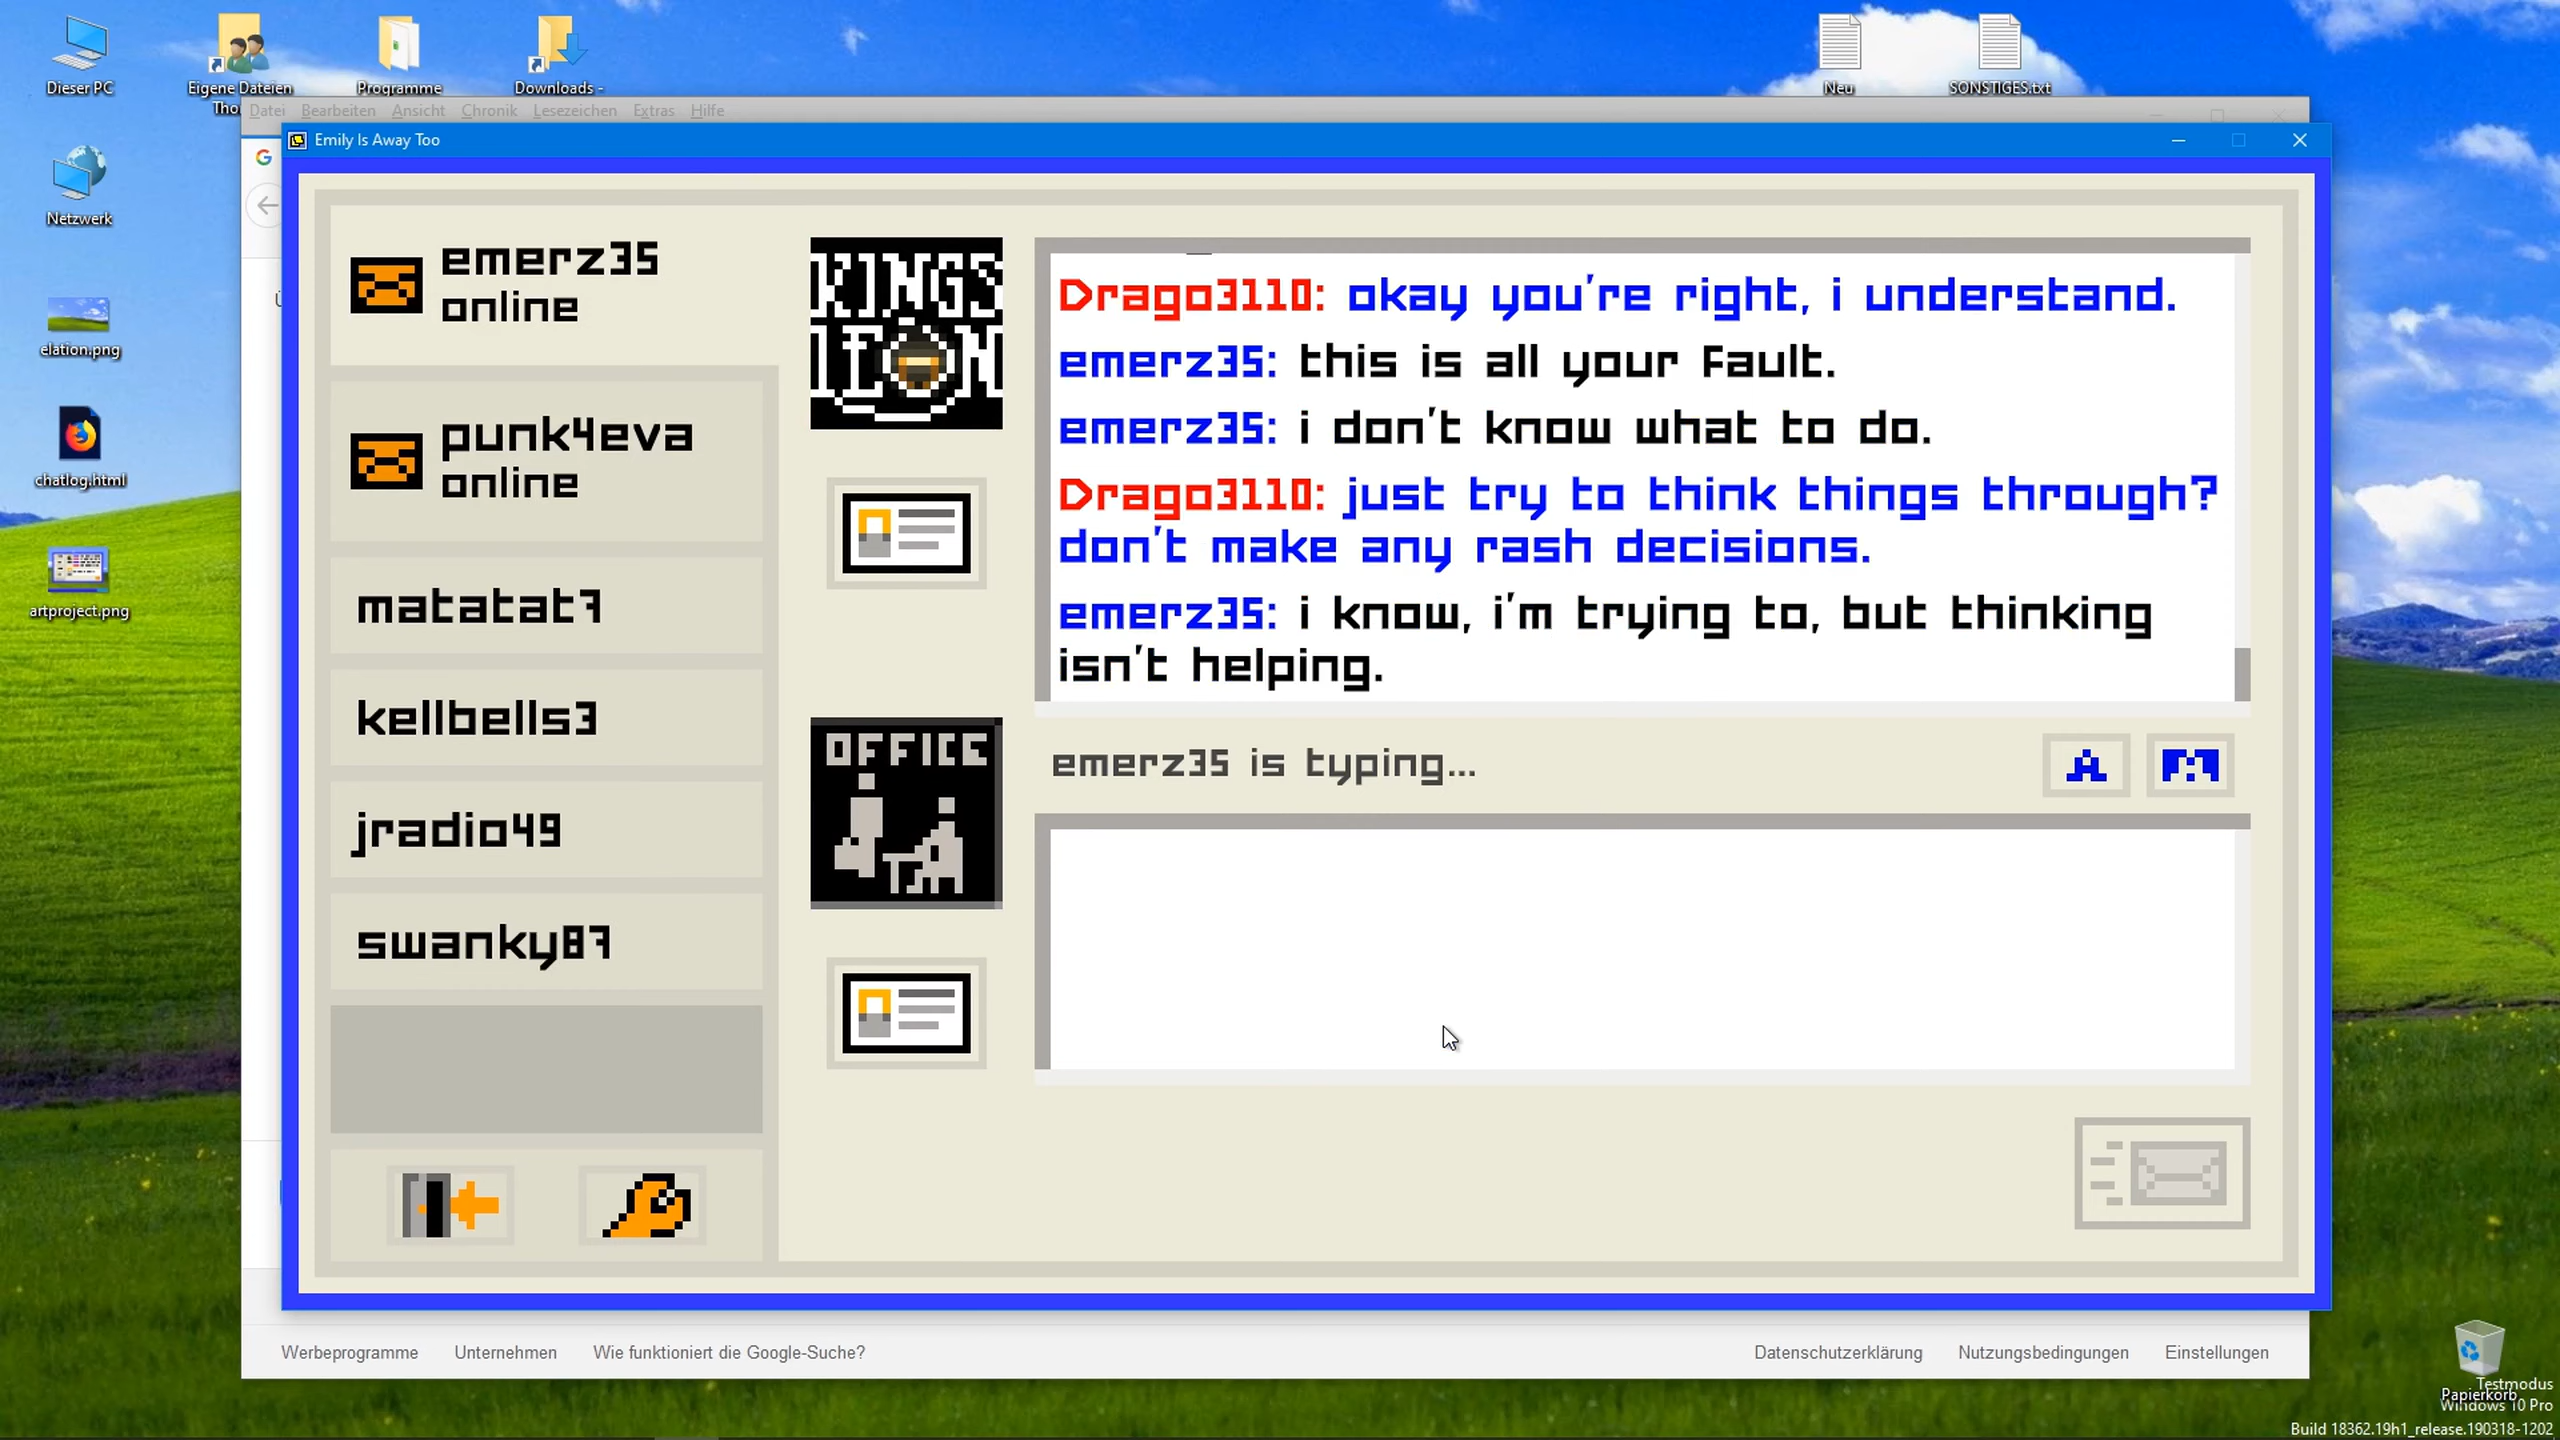 Dieser PC
Eigene Dateien
Tho
Programme
Downloads -
Neu
SONSTIGES.txt
Netzwerk
elation.png
chatlog.html
artproject.png
Datei Bearbeiten Ansicht Chronik Lesezeichen Extras Hilfe
Emily Is Away Too
emerz35
online
punk4eva
online
matatat7
kellbells3
jradio49
swanky87
KINGS
OFFICE
Drago3110: okay you're right, i understand.
emerz35: this is all your fault.
emerz35: i don't know what to do.
Drago3110: just try to think things through?
don't make any rash decisions.
emerz35: i know, i'm trying to, but thinking
isn't helping.
emerz35 is typing...
A
Werbeprogramme Unternehmen Wie funktioniert die Google-Suche?
Datenschutzerklärung Nutzungsbedingungen Einstellungen
Papierkorb
Testmodus
Windows 10 Pro
Build 18362.19h1_release.190318-1202